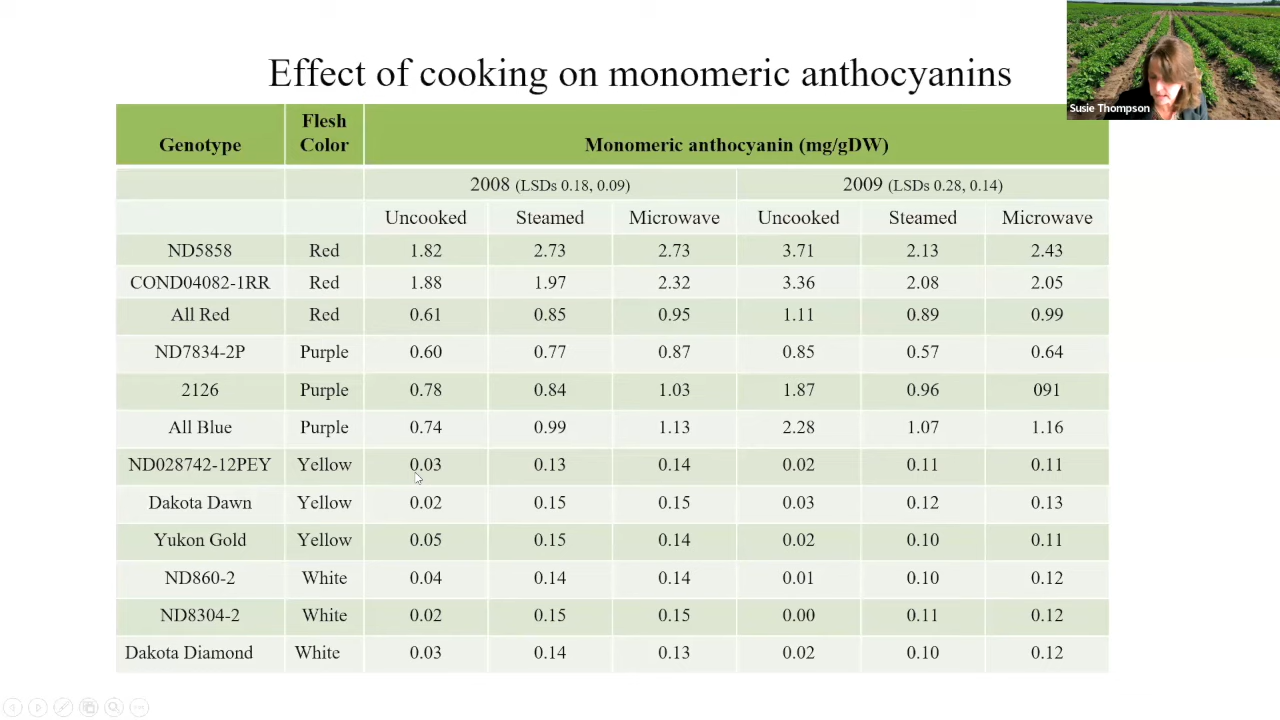 Effect of cooking on monomeric anthocyanins
Susie Thompson
Genotype Flesh Color Monomeric anthocyanin (mg/gDW)
2008 (LSDs 0.18, 0.09) 2009 (LSDs 0.28, 0.14)
Uncooked Steamed Microwave Uncooked Steamed Microwave
ND5858 Red 1.82 2.73 2.73 3.71 2.13 2.43
COND04082-1RR Red 1.88 1.97 2.32 3.36 2.08 2.05
All Red Red 0.61 0.85 0.95 1.11 0.89 0.99
ND7834-2P Purple 0.60 0.77 0.87 0.85 0.57 0.64
2126 Purple 0.78 0.84 1.03 1.87 0.96 091
All Blue Purple 0.74 0.99 1.13 2.28 1.07 1.16
ND028742-12PEY Yellow 0.03 0.13 0.14 0.02 0.11 0.11
Dakota Dawn Yellow 0.02 0.15 0.15 0.03 0.12 0.13
Yukon Gold Yellow 0.05 0.15 0.14 0.02 0.10 0.11
ND860-2 White 0.04 0.14 0.14 0.01 0.10 0.12
ND8304-2 White 0.02 0.15 0.15 0.00 0.11 0.12
Dakota Diamond White 0.03 0.14 0.13 0.02 0.10 0.12